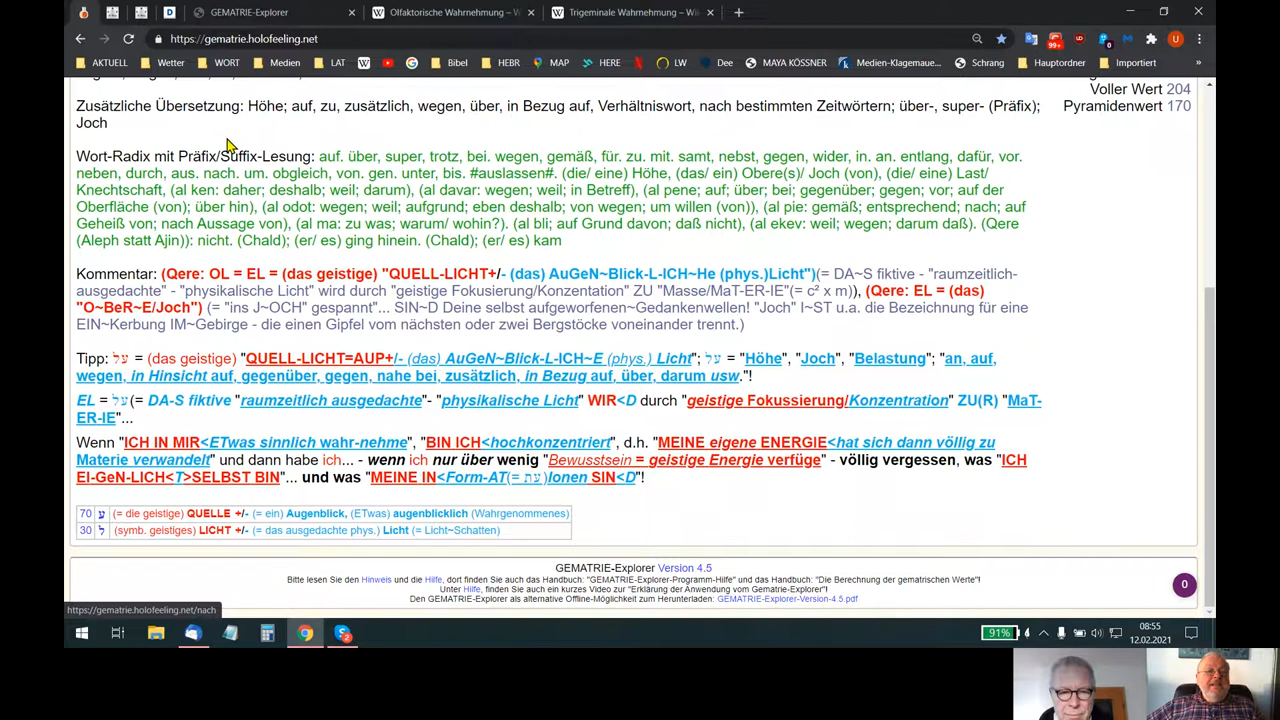 GEMATRIE-Explorer
Olfaktorische Wahrnehmung – W
Trigeminale Wahrnehmung – Wi
https://gematrie.holofeeling.net
AKTUELL Wetter WORT Medien LAT Bibel HEBR MAP HERE LW Dee MAYA KÖSSNER Medien-Klagemaue... Schrang Hauptordner Importiert
Voller Wert 204
Zusätzliche Übersetzung: Höhe; auf, zu, zusätzlich, wegen, über, in Bezug auf, Verhältniswort, nach bestimmten Zeitwörtern; über-, super- (Präfix); Pyramidenwert 170
Joch
Wort-Radix mit Präfix/Suffix-Lesung: auf. über, super, trotz, bei. wegen, gemäß, für. zu. mit. samt, nebst, gegen, wider, in. an. entlang, dafür, vor.
neben, durch, aus. nach. um. obgleich, von. gen. unter, bis. #auslassen#. (die/ eine) Höhe, (das/ ein) Obere(s)/ Joch (von), (die/ eine) Last/
Knechtschaft, (al ken: daher; deshalb; weil; darum), (al davar: wegen; weil; in Betreff), (al pene; auf; über; bei; gegenüber; gegen; vor; auf der
Oberfläche (von); über hin), (al odot: wegen; weil; aufgrund; eben deshalb; von wegen; um willen (von)), (al pie: gemäß; entsprechend; nach; auf
Geheiß von; nach Aussage von), (al ma: zu was; warum/ wohin?). (al bli; auf Grund davon; daß nicht), (al ekev: weil; wegen; darum daß). (Qere
(Aleph statt Ajin)): nicht. (Chald); (er/ es) ging hinein. (Chald); (er/ es) kam
Kommentar: (Qere: OL = EL = (das geistige) "QUELL-LICHT+/- (das) AuGeN~Blick-L-ICH~He (phys.)Licht")(= DA~S fiktive - "raumzeitlich-
ausgedachte" - "physikalische Licht" wird durch "geistige Fokusierung/Konzentation" ZU "Masse/MaT-ER-IE"(= c² x m)), (Qere: EL = (das)
"O~BeR~E/Joch") (= "ins J~OCH" gespannt"... SIN~D Deine selbst aufgeworfenen~Gedankenwellen! "Joch" I~ST u.a. die Bezeichnung für eine
EIN~Kerbung IM~Gebirge - die einen Gipfel vom nächsten oder zwei Bergstöcke voneinander trennt.)
Tipp: על = (das geistige) "QUELL-LICHT=AUP+/- (das) AuGeN~Blick-L-ICH~E (phys.) Licht"; על = "Höhe", "Joch", "Belastung"; "an, auf,
wegen, in Hinsicht auf, gegenüber, gegen, nahe bei, zusätzlich, in Bezug auf, über, darum usw."!
EL = על(= DA-S fiktive "raumzeitlich ausgedachte"- "physikalische Licht" WIR<D durch "geistige Fokussierung/Konzentration" ZU(R) "MaT-
ER-IE"...
Wenn "ICH IN MIR<ETwas sinnlich wahr-nehme", "BIN ICH<hochkonzentriert", d.h. "MEINE eigene ENERGIE<hat sich dann völlig zu
Materie verwandelt" und dann habe ich... - wenn ich nur über wenig "Bewusstsein = geistige Energie verfüge" - völlig vergessen, was "ICH
EI-GeN-LICH<T>SELBST BIN"... und was "MEINE IN<Form-AT(= עת)Ionen SIN<D"!
70 ע (= die geistige) QUELLE +/- (= ein) Augenblick, (ETwas) augenblicklich (Wahrgenommenes)
30 ל (symb. geistiges) LICHT +/- (= das ausgedachte phys.) Licht (= Licht~Schatten)
GEMATRIE-Explorer Version 4.5
Bitte lesen Sie den Hinweis und die Hilfe, dort finden Sie auch das Handbuch: "GEMATRIE-Explorer-Programm-Hilfe" und das Handbuch: "Die Berechnung der gematrischen Werte"!
Unter Hilfe, finden Sie auch ein kurzes Video zur "Erklärung der Anwendung vom Gematrie-Explorer"!
Den GEMATRIE-Explorer als alternative Offline-Möglichkeit zum Herunterladen: GEMATRIE-Explorer-Version-4.5.pdf
0
https://gematrie.holofeeling.net/nach
91%
08:55
12.02.2021